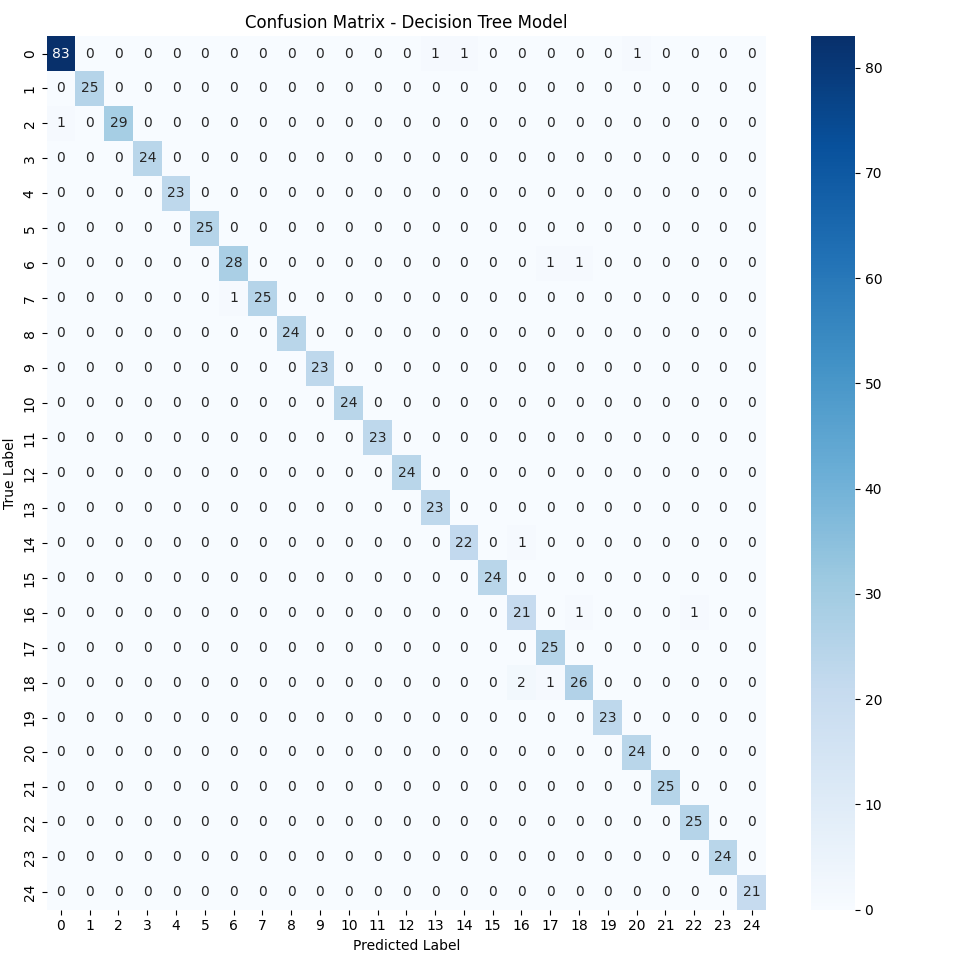 Confusion Matrix - Decision Tree Model
True Label
0 83 0 0 0 0 0 0 0 0 0 0 0 0 1 1 0 0 0 0 0 1 0 0 0 0
1 0 25 0 0 0 0 0 0 0 0 0 0 0 0 0 0 0 0 0 0 0 0 0 0 0
2 1 0 29 0 0 0 0 0 0 0 0 0 0 0 0 0 0 0 0 0 0 0 0 0 0
3 0 0 0 24 0 0 0 0 0 0 0 0 0 0 0 0 0 0 0 0 0 0 0 0 0
4 0 0 0 0 23 0 0 0 0 0 0 0 0 0 0 0 0 0 0 0 0 0 0 0 0
5 0 0 0 0 0 25 0 0 0 0 0 0 0 0 0 0 0 0 0 0 0 0 0 0 0
6 0 0 0 0 0 0 28 0 0 0 0 0 0 0 0 0 0 1 1 0 0 0 0 0 0
7 0 0 0 0 0 0 1 25 0 0 0 0 0 0 0 0 0 0 0 0 0 0 0 0 0
8 0 0 0 0 0 0 0 0 24 0 0 0 0 0 0 0 0 0 0 0 0 0 0 0 0
9 0 0 0 0 0 0 0 0 0 23 0 0 0 0 0 0 0 0 0 0 0 0 0 0 0
10 0 0 0 0 0 0 0 0 0 0 24 0 0 0 0 0 0 0 0 0 0 0 0 0 0
11 0 0 0 0 0 0 0 0 0 0 0 23 0 0 0 0 0 0 0 0 0 0 0 0 0
12 0 0 0 0 0 0 0 0 0 0 0 0 24 0 0 0 0 0 0 0 0 0 0 0 0
13 0 0 0 0 0 0 0 0 0 0 0 0 0 23 0 0 0 0 0 0 0 0 0 0 0
14 0 0 0 0 0 0 0 0 0 0 0 0 0 0 22 0 1 0 0 0 0 0 0 0 0
15 0 0 0 0 0 0 0 0 0 0 0 0 0 0 0 24 0 0 0 0 0 0 0 0 0
16 0 0 0 0 0 0 0 0 0 0 0 0 0 0 0 0 21 0 1 0 0 0 1 0 0
17 0 0 0 0 0 0 0 0 0 0 0 0 0 0 0 0 0 25 0 0 0 0 0 0 0
18 0 0 0 0 0 0 0 0 0 0 0 0 0 0 0 0 2 1 26 0 0 0 0 0 0
19 0 0 0 0 0 0 0 0 0 0 0 0 0 0 0 0 0 0 0 23 0 0 0 0 0
20 0 0 0 0 0 0 0 0 0 0 0 0 0 0 0 0 0 0 0 0 24 0 0 0 0
21 0 0 0 0 0 0 0 0 0 0 0 0 0 0 0 0 0 0 0 0 0 25 0 0 0
22 0 0 0 0 0 0 0 0 0 0 0 0 0 0 0 0 0 0 0 0 0 0 25 0 0
23 0 0 0 0 0 0 0 0 0 0 0 0 0 0 0 0 0 0 0 0 0 0 0 24 0
24 0 0 0 0 0 0 0 0 0 0 0 0 0 0 0 0 0 0 0 0 0 0 0 0 21
0 1 2 3 4 5 6 7 8 9 10 11 12 13 14 15 16 17 18 19 20 21 22 23 24
Predicted Label
80
70
60
50
40
30
20
10
0